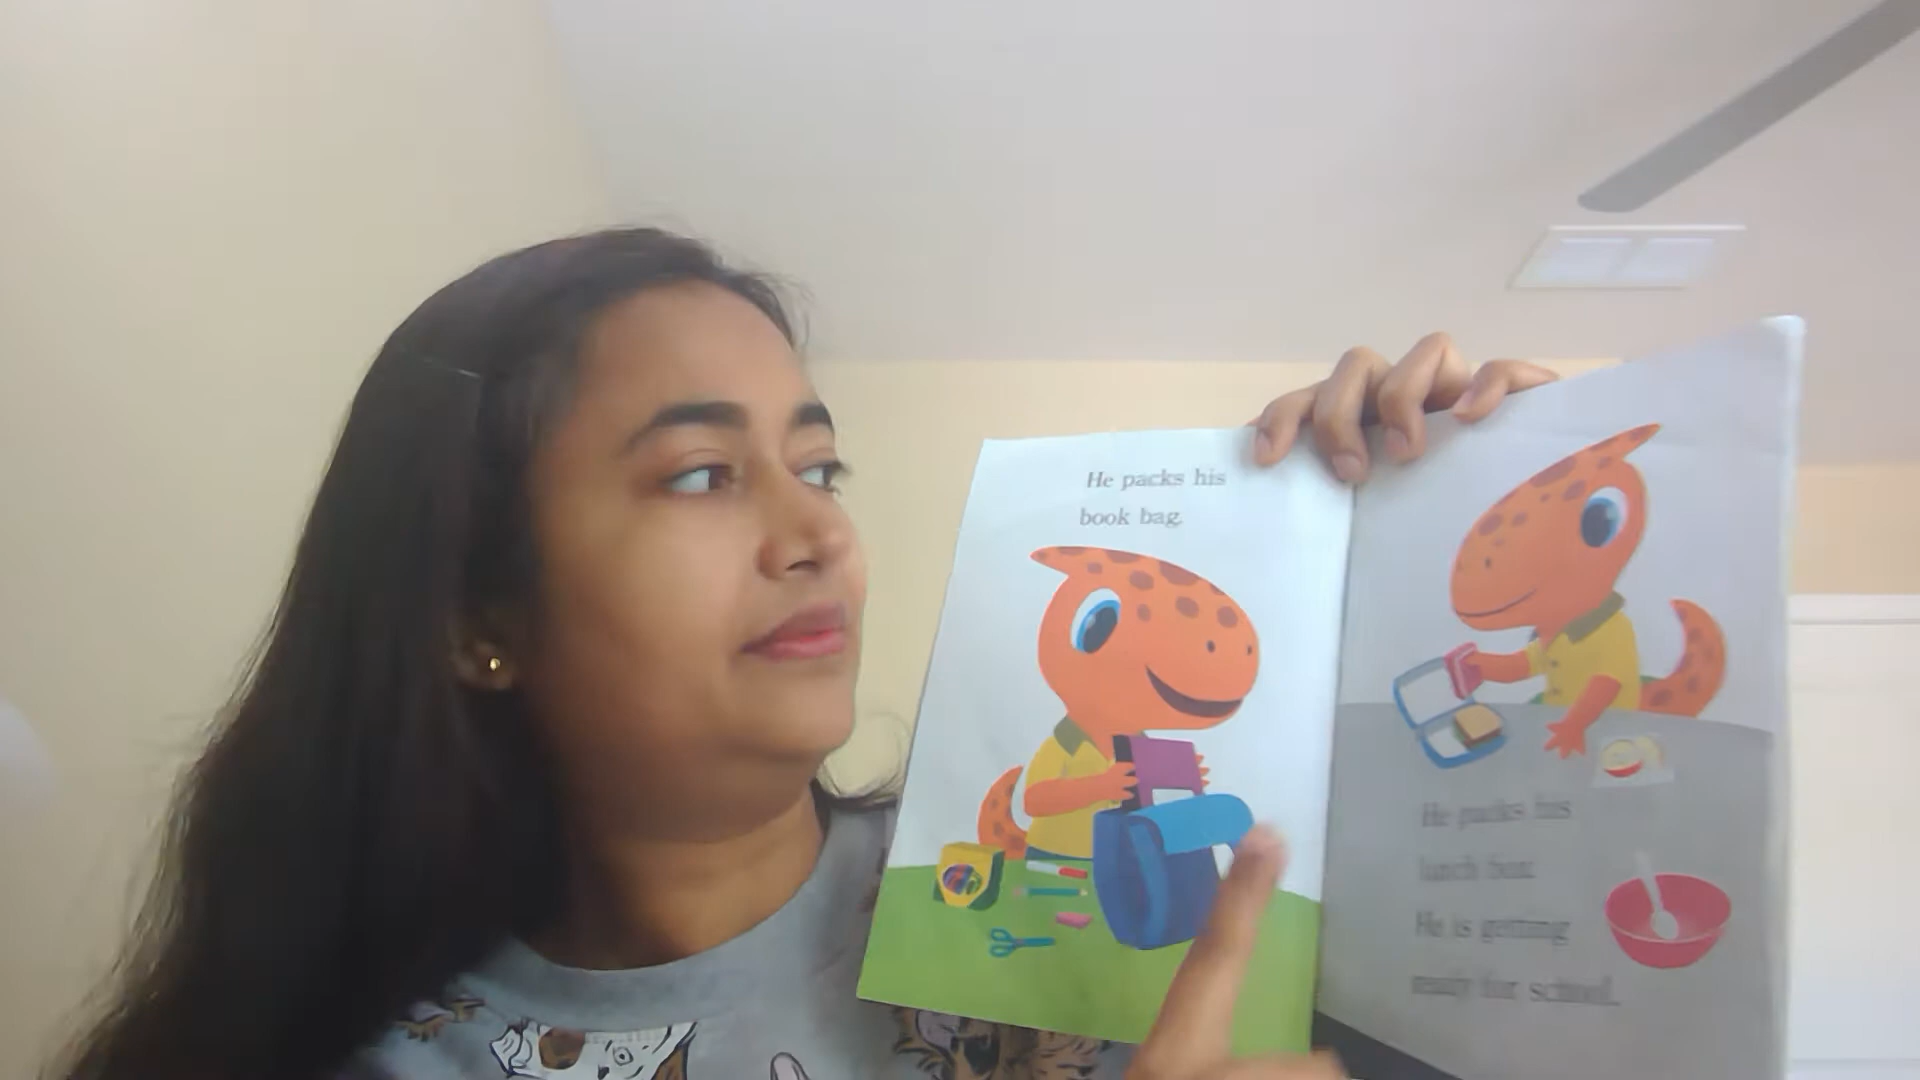 He packs his
book bag.
He packs his
lunch box.
He is getting
ready for school.